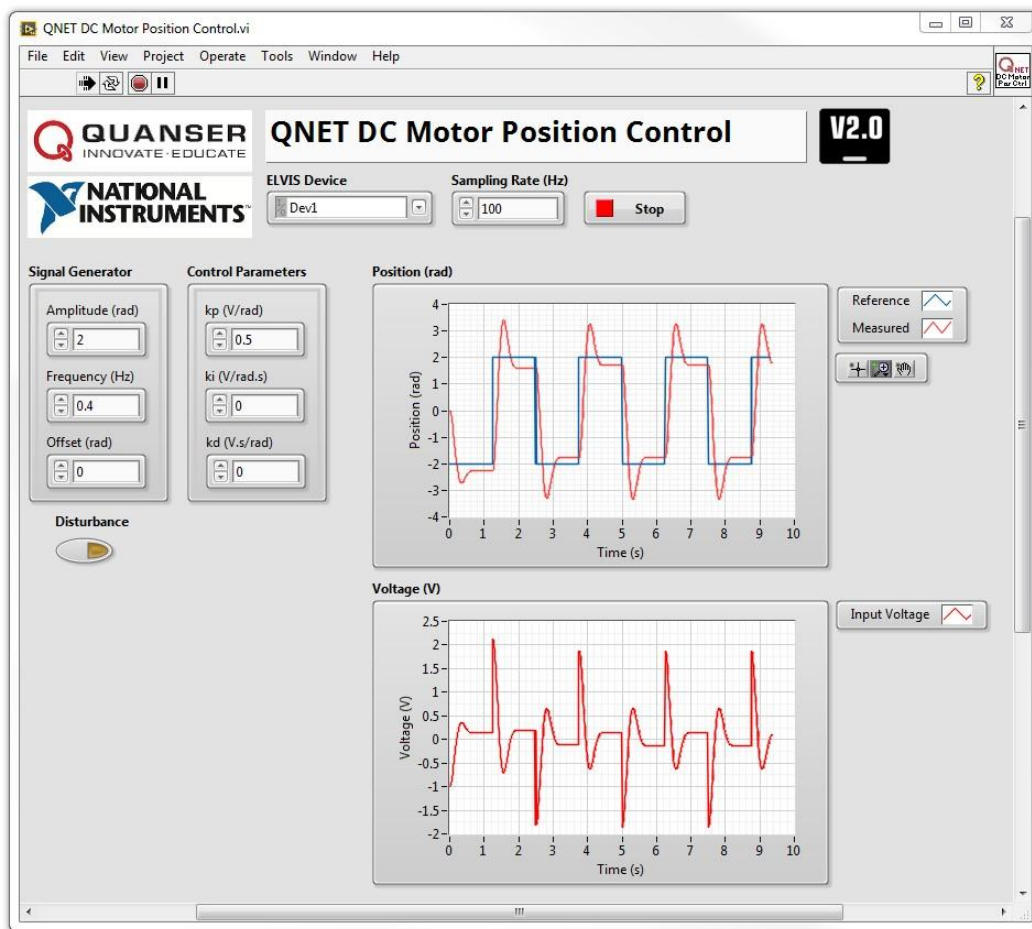 QNET DC Motor Position Control.vi
File Edit View Project Operate Tools Window Help
QNET
DC Motor
Pos Ctrl
QUANSER
INNOVATE·EDUCATE
QNET DC Motor Position Control
V2.0
NATIONAL
INSTRUMENTS
ELVIS Device
Dev1
Sampling Rate (Hz)
100
Stop
Signal Generator
Amplitude (rad)
2
Frequency (Hz)
0.4
Offset (rad)
0
Disturbance
Control Parameters
kp (V/rad)
0.5
ki (V/rad.s)
0
kd (V.s/rad)
0
Position (rad)
Position (rad)
4
3
2
1
0
-1
-2
-3
-4
0 1 2 3 4 5 6 7 8 9 10
Time (s)
Reference
Measured
Voltage (V)
Voltage (V)
2.5
2
1.5
1
0.5
0
-0.5
-1
-1.5
-2
0 1 2 3 4 5 6 7 8 9 10
Time (s)
Input Voltage